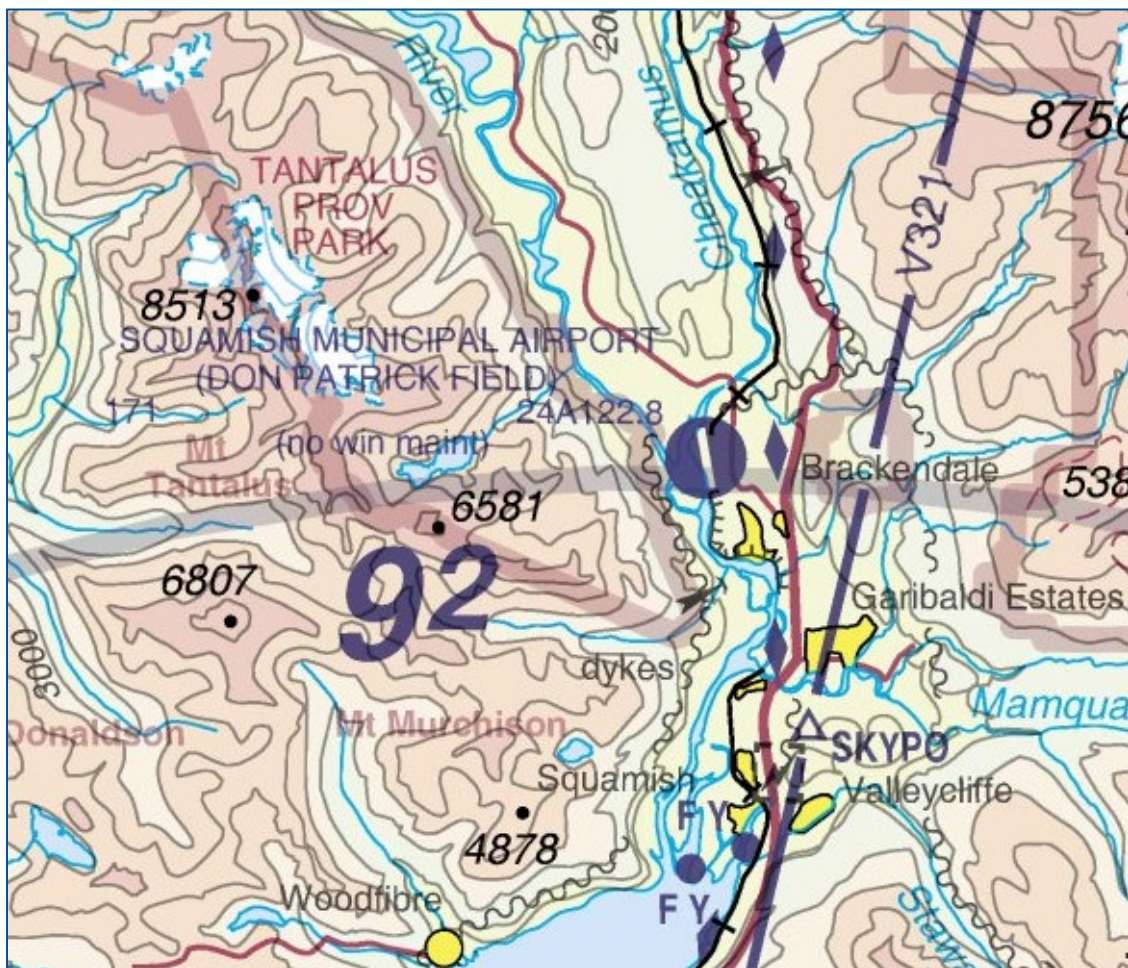 River
2000
Cheakamus
V321
8756
TANTALUS
PROV
PARK
8513
SQUAMISH MUNICIPAL AIRPORT
(DON PATRICK FIELD)
171 24A122.8
(no win maint)
Mt
Tantalus
Brackendale
538
6581
92
6807
Garibaldi Estates
3000
dykes
Donaldson
Mt Murchison
Mamqua
SKYPO
Squamish
Valleycliffe
F Y
4878
Woodfibre
F Y
Stawa